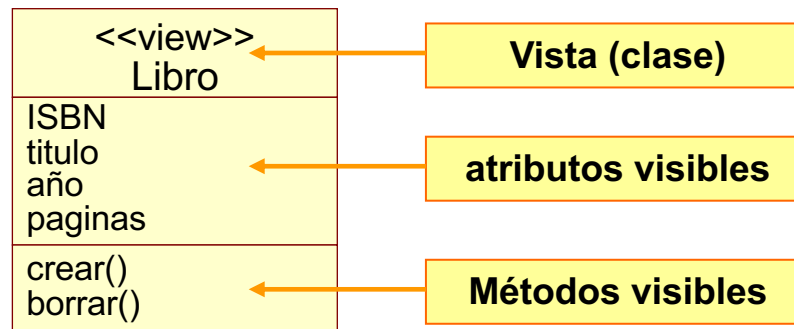 <<view>>
Libro
Vista (clase)
ISBN
titulo
año
paginas
atributos visibles
crear()
borrar()
Métodos visibles